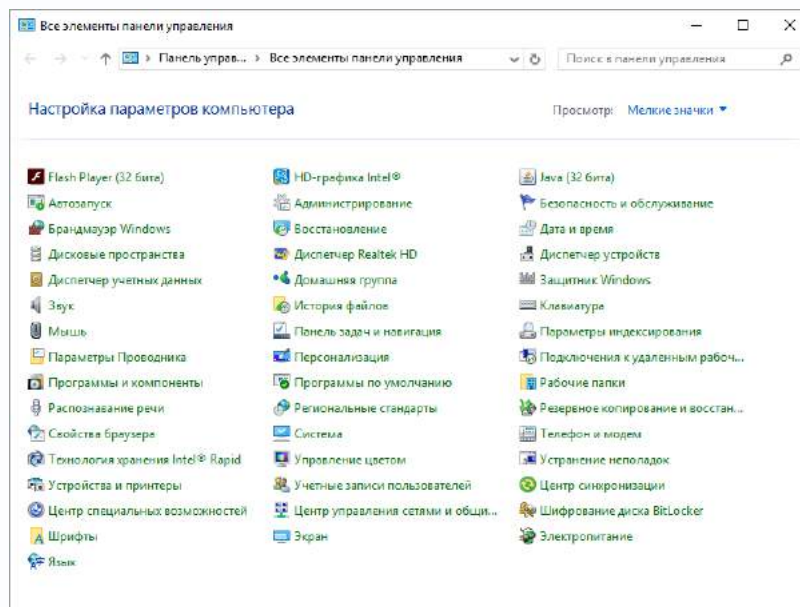 Все элементы панели управления
Панель управ... > Все элементы панели управления
Поиск в панели управления
Настройка параметров компьютера
Просмотр: Мелкие значки
Flash Player (32 бита)
HD-графика Intel®
Java (32 бита)
Автозапуск
Администрирование
Безопасность и обслуживание
Брандмауэр Windows
Восстановление
Дата и время
Дисковые пространства
Диспетчер Realtek HD
Диспетчер устройств
Диспетчер учетных данных
Домашняя группа
Защитник Windows
Звук
История файлов
Клавиатура
Мышь
Панель задач и навигация
Параметры индексирования
Параметры Проводника
Персонализация
Подключения к удаленным рабоч...
Программы и компоненты
Программы по умолчанию
Рабочие папки
Распознавание речи
Региональные стандарты
Резервное копирование и восстан...
Свойства браузера
Система
Телефон и модем
Технология хранения Intel® Rapid
Управление цветом
Устранение неполадок
Устройства и принтеры
Учетные записи пользователей
Центр синхронизации
Центр специальных возможностей
Центр управления сетями и общи...
Шифрование диска BitLocker
Шрифты
Экран
Электропитание
Язык